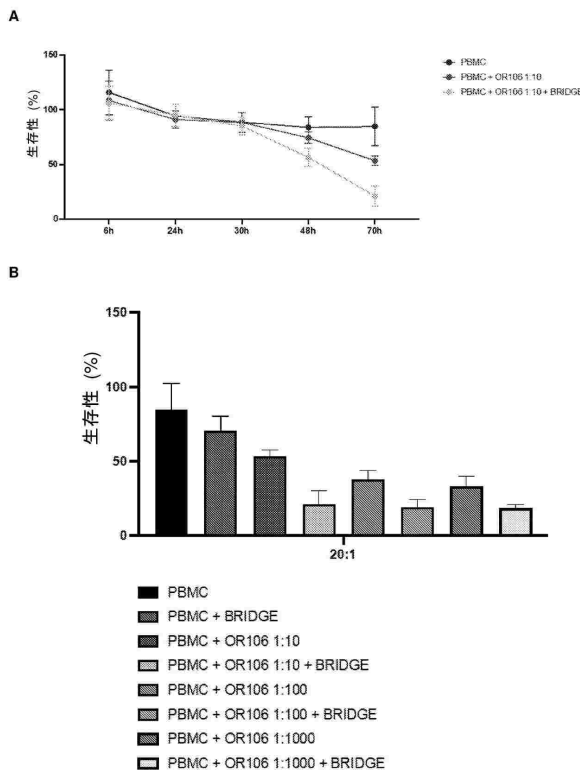 A
生存性 (%)
150
100
50
0
6h
24h
30h
48h
70h
PBMC
PBMC + OR106 1:10
PBMC + OR106 1:10 + BRIDGE
B
生存性 (%)
150
100
50
0
20:1
PBMC
PBMC + BRIDGE
PBMC + OR106 1:10
PBMC + OR106 1:10 + BRIDGE
PBMC + OR106 1:100
PBMC + OR106 1:100 + BRIDGE
PBMC + OR106 1:1000
PBMC + OR106 1:1000 + BRIDGE